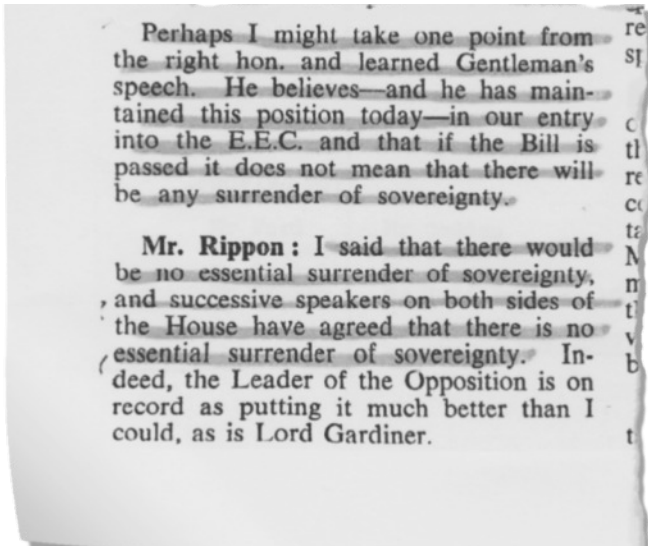 Perhaps I might take one point from
the right hon. and learned Gentleman's
speech. He believes—and he has main-
tained this position today—in our entry
into the E.E.C. and that if the Bill is
passed it does not mean that there will
be any surrender of sovereignty.
Mr. Rippon: I said that there would
be no essential surrender of sovereignty,
and successive speakers on both sides of
the House have agreed that there is no
essential surrender of sovereignty. In-
deed, the Leader of the Opposition is on
record as putting it much better than I
could, as is Lord Gardiner.